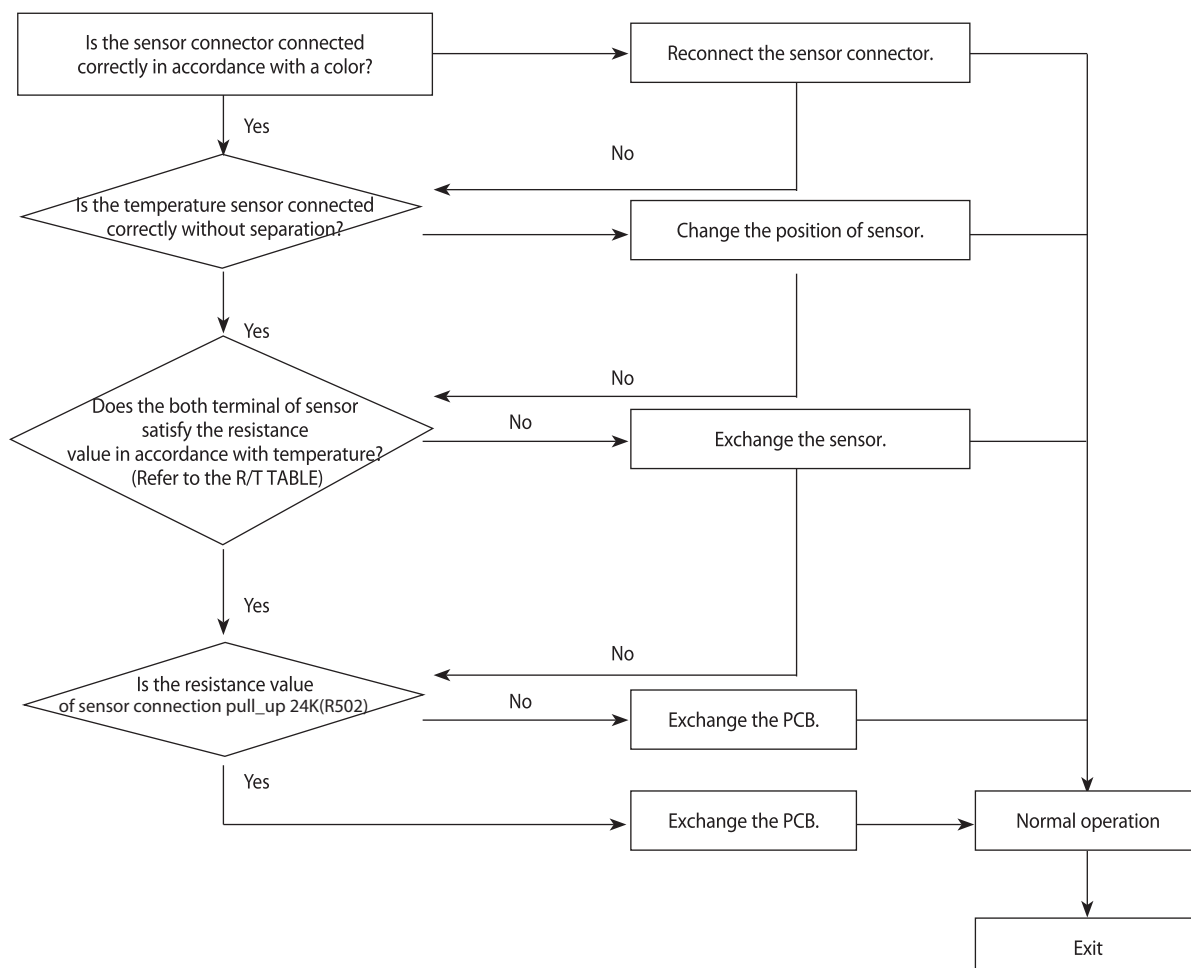 Is the sensor connector connected
correctly in accordance with a color?
Reconnect the sensor connector.
Yes
No
Is the temperature sensor connected
correctly without separation?
Change the position of sensor.
Yes
No
Does the both terminal of sensor
satisfy the resistance
value in accordance with temperature?
(Refer to the R/T TABLE)
No
Exchange the sensor.
Yes
No
Is the resistance value
of sensor connection pull_up 24K(R502)
No
Exchange the PCB.
Yes
Exchange the PCB.
Normal operation
Exit